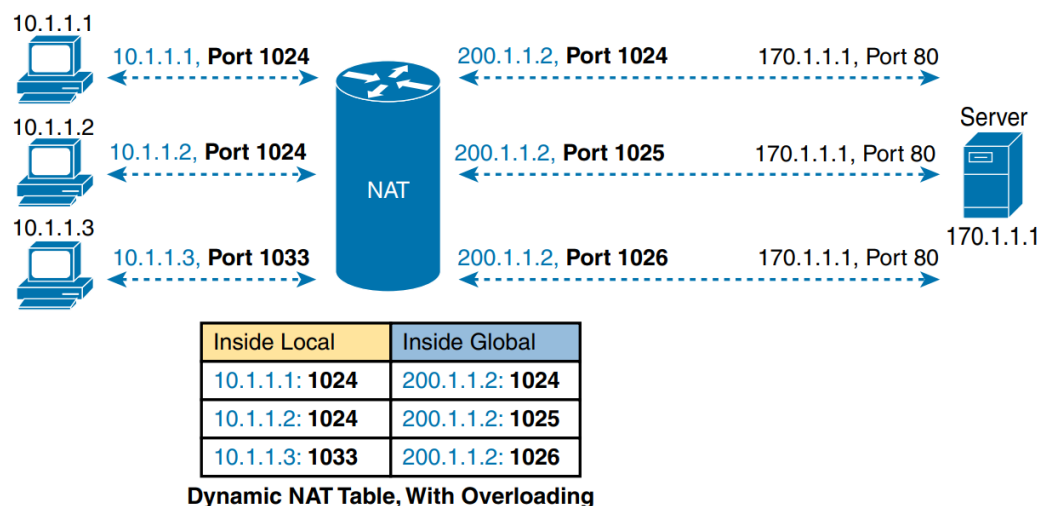 10.1.1.1
10.1.1.1, Port 1024
200.1.1.2, Port 1024
170.1.1.1, Port 80
Server
10.1.1.2
10.1.1.2, Port 1024
NAT
200.1.1.2, Port 1025
170.1.1.1, Port 80
170.1.1.1
10.1.1.3
10.1.1.3, Port 1033
200.1.1.2, Port 1026
170.1.1.1, Port 80
Inside Local Inside Global
10.1.1.1: 1024 200.1.1.2: 1024
10.1.1.2: 1024 200.1.1.2: 1025
10.1.1.3: 1033 200.1.1.2: 1026
Dynamic NAT Table, With Overloading